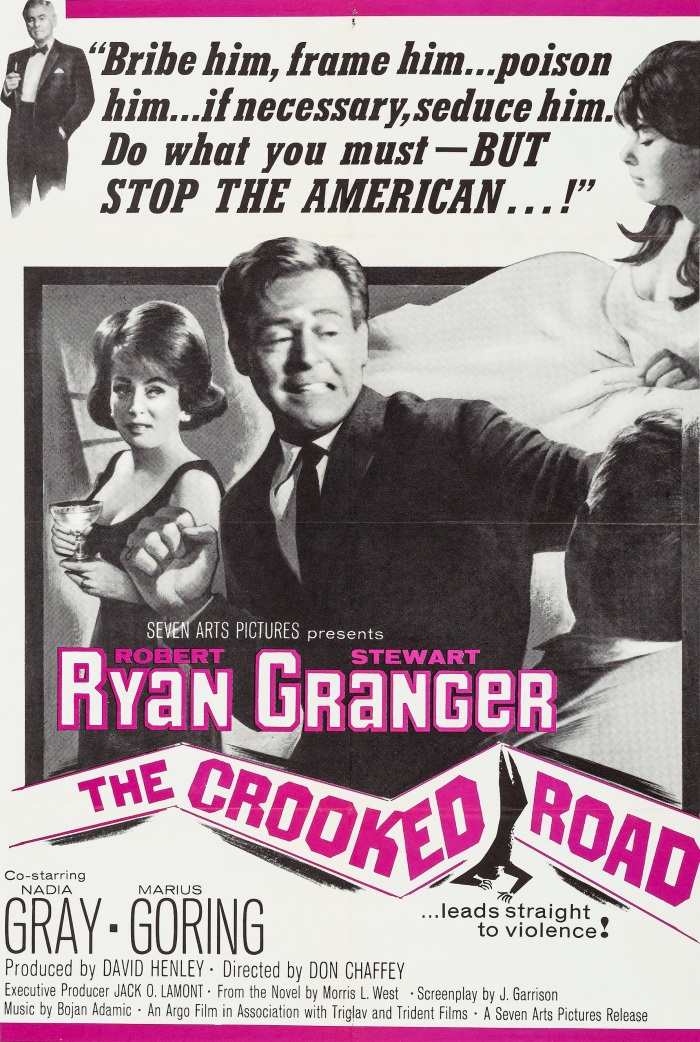 “Bribe him, frame him...poison
him...if necessary, seduce him.
Do what you must—BUT
STOP THE AMERICAN...!”
SEVEN ARTS PICTURES presents
ROBERT STEWART
RYAN GRANGER
THE CROOKED ROAD
...leads straight
to violence!
Co-starring
NADIA MARIUS
GRAY · GORING
Produced by DAVID HENLEY · Directed by DON CHAFFEY
Executive Producer JACK O. LAMONT · From the Novel by Morris L. West · Screenplay by J. Garrison
Music by Bojan Adamic · An Argo Film in Association with Triglav and Trident Films · A Seven Arts Pictures Release